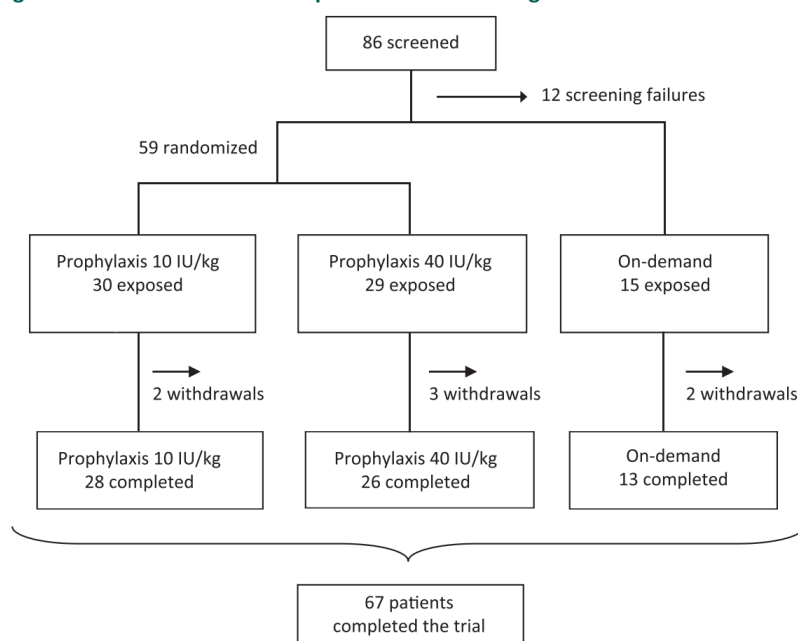 86 screened
12 screening failures
59 randomized
Prophylaxis 10 IU/kg
30 exposed
Prophylaxis 40 IU/kg
29 exposed
On-demand
15 exposed
2 withdrawals
3 withdrawals
2 withdrawals
Prophylaxis 10 IU/kg
28 completed
Prophylaxis 40 IU/kg
26 completed
On-demand
13 completed
67 patients
completed the trial